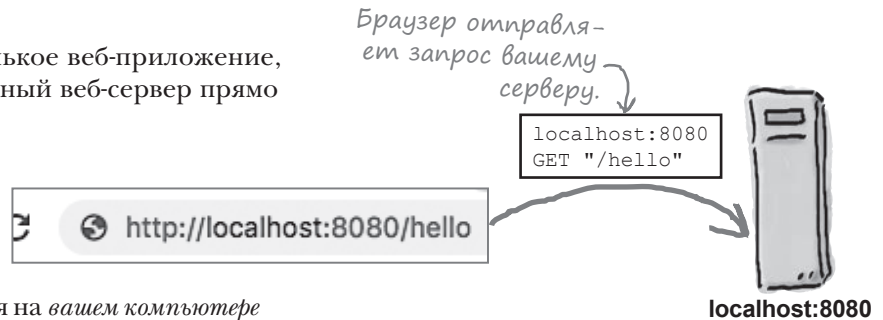 Браузер отправля-
ет запрос вашему
серверу.
ькое веб-приложение,
ный веб-сервер прямо
localhost:8080
GET "/hello"
http://localhost:8080/hello
я на вашем компьютере
localhost:8080